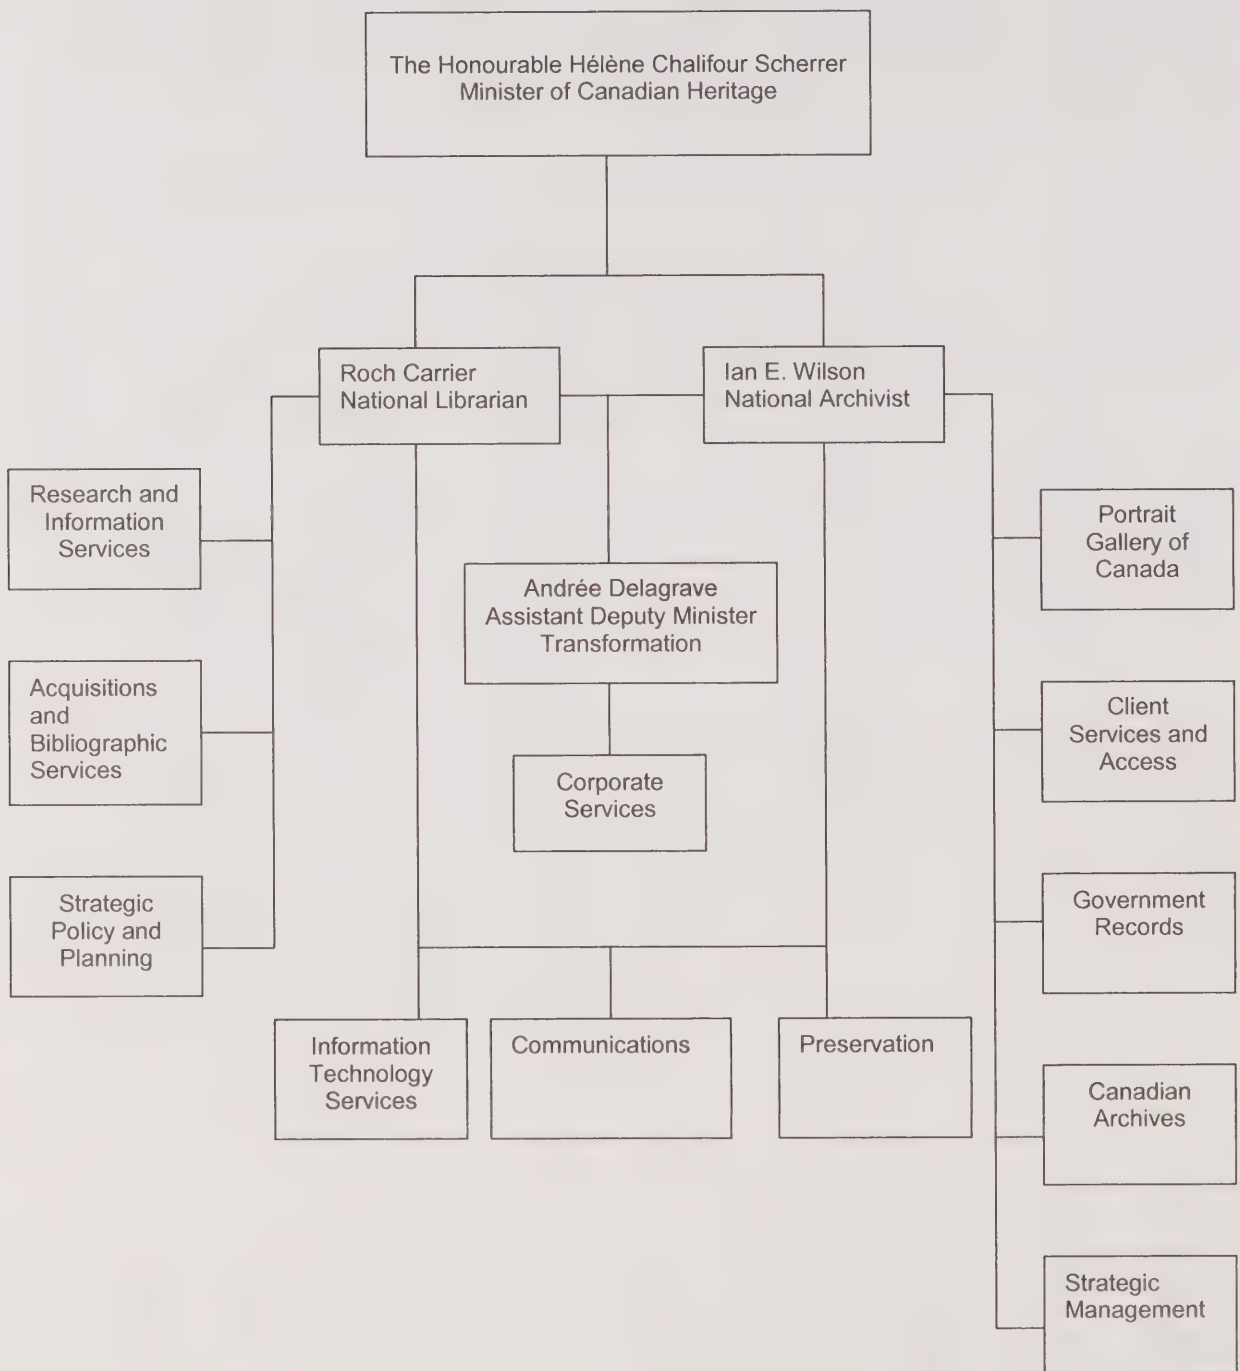 The Honourable Hélène Chalifour Scherrer
Minister of Canadian Heritage
Roch Carrier
National Librarian
Ian E. Wilson
National Archivist
Research and
Information
Services
Portrait
Gallery of
Canada
Andrée Delagrave
Assistant Deputy Minister
Transformation
Acquisitions
and
Bibliographic
Services
Client
Services and
Access
Corporate
Services
Strategic
Policy and
Planning
Government
Records
Information
Technology
Services
Communications
Preservation
Canadian
Archives
Strategic
Management